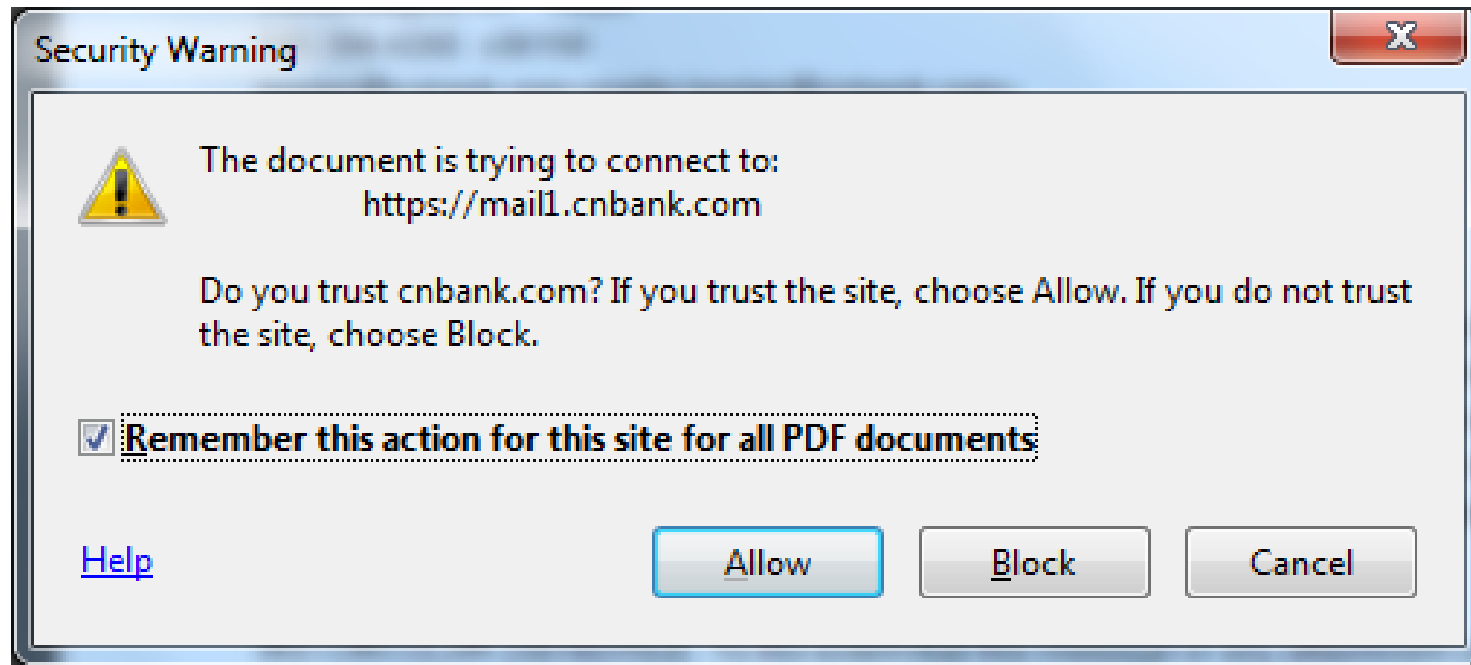 Security Warning
The document is trying to connect to:
https://mail1.cnbank.com
Do you trust cnbank.com? If you trust the site, choose Allow. If you do not trust
the site, choose Block.
Remember this action for this site for all PDF documents
Help
Allow
Block
Cancel